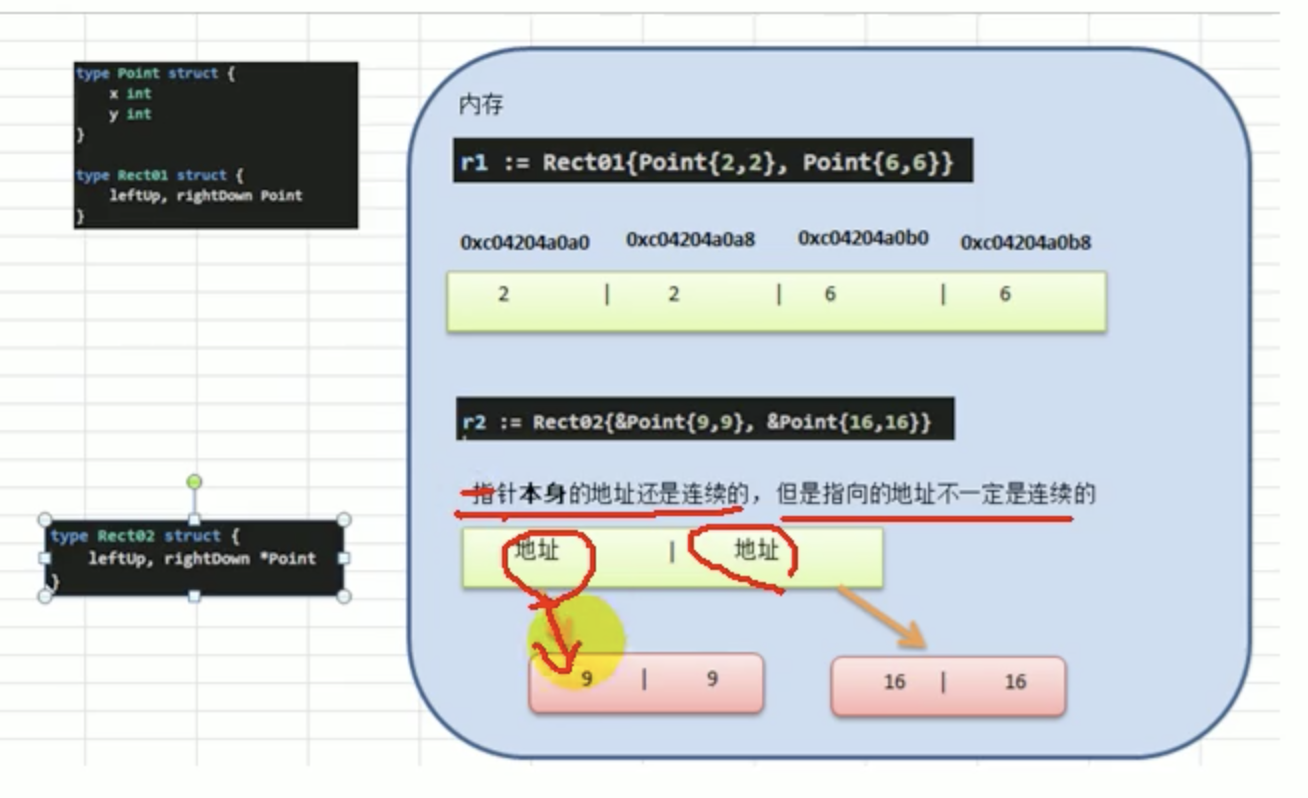 type Point struct {
    x int
    y int
}
type Rect01 struct {
    leftUp, rightDown Point
}
内存
r1 := Rect01{Point{2,2}, Point{6,6}}
0xc04204a0a0 0xc04204a0a8 0xc04204a0b0 0xc04204a0b8
2 | 2 | 6 | 6
r2 := Rect02{&Point{9,9}, &Point{16,16}}
指针本身的地址还是连续的，但是指向的地址不一定是连续的
type Rect02 struct {
    leftUp, rightDown *Point
}
地址 | 地址
9 | 9
16 | 16